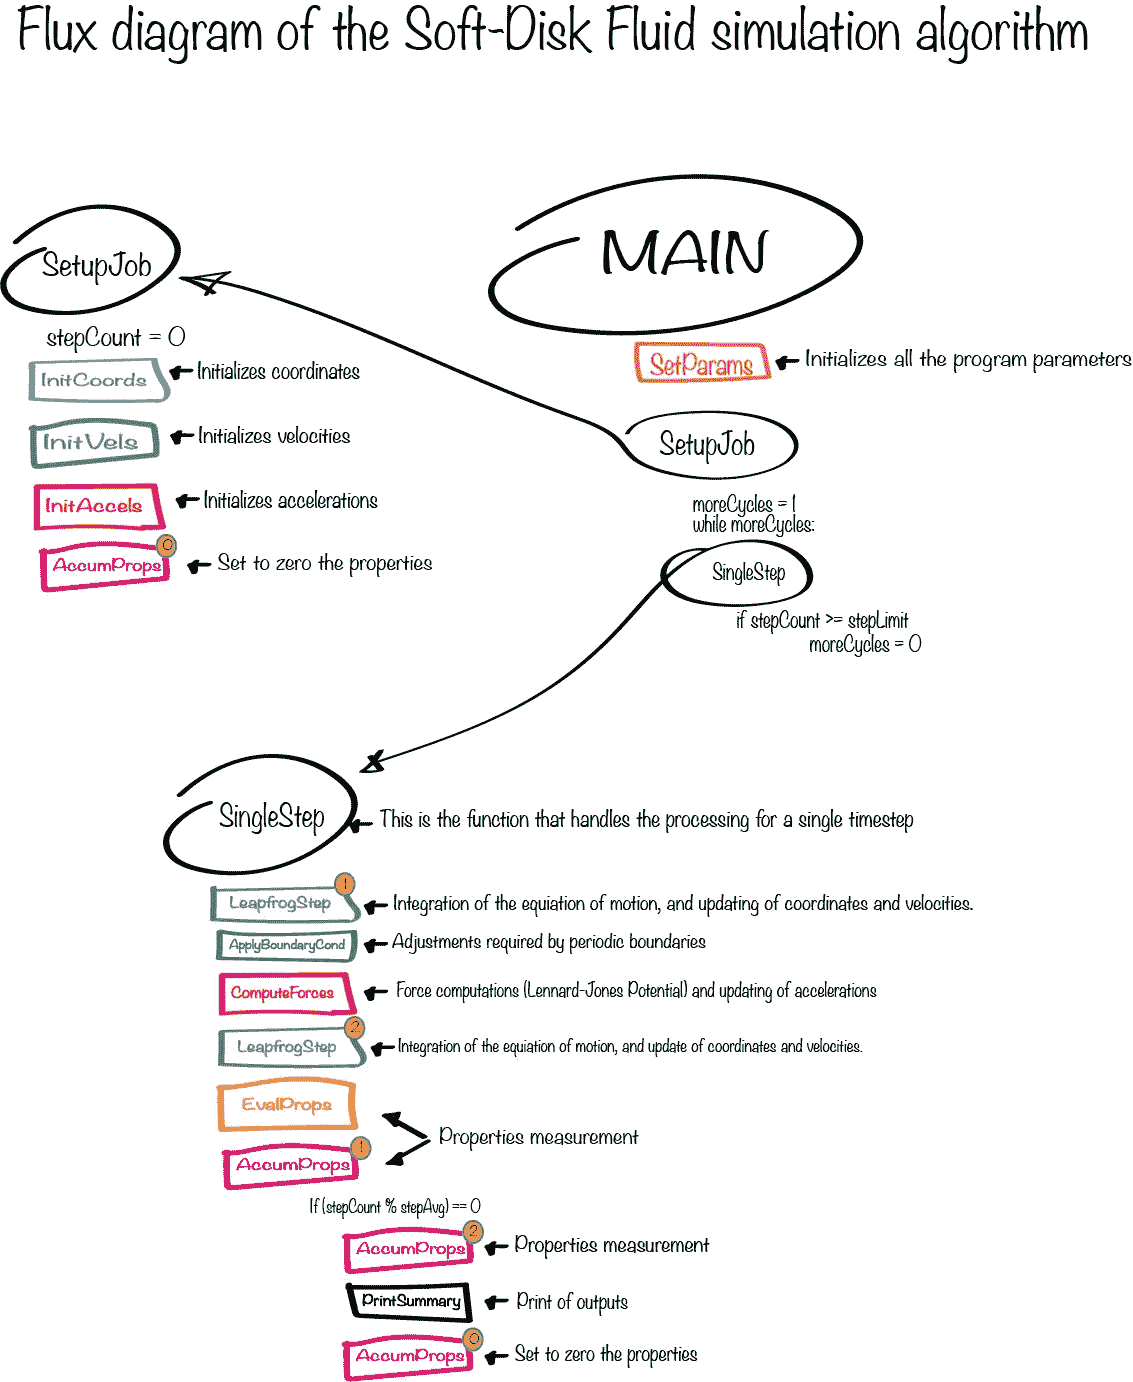 Flux diagram of the Soft-Disk Fluid simulation algorithm
MAIN
SetParams
Initializes all the program parameters
SetupJob
moreCycles = 1
while moreCycles:
SingleStep
if stepCount >= stepLimit
moreCycles = 0
SetupJob
stepCount = 0
InitCoords
Initializes coordinates
InitVels
Initializes velocities
InitAccels
Initializes accelerations
AccumProps
0
Set to zero the properties
SingleStep
This is the function that handles the processing for a single timestep
LeapfrogStep
1
Integration of the equiation of motion, and updating of coordinates and velocities.
ApplyBoundaryCond
Adjustments required by periodic boundaries
ComputeForces
Force computations (Lennard-Jones Potential) and updating of accelerations
LeapfrogStep
2
Integration of the equiation of motion, and update of coordinates and velocities.
EvalProps
AccumProps
1
Properties measurement
If (stepCount % stepAvg) == 0
AccumProps
2
Properties measurement
PrintSummary
Print of outputs
AccumProps
0
Set to zero the properties